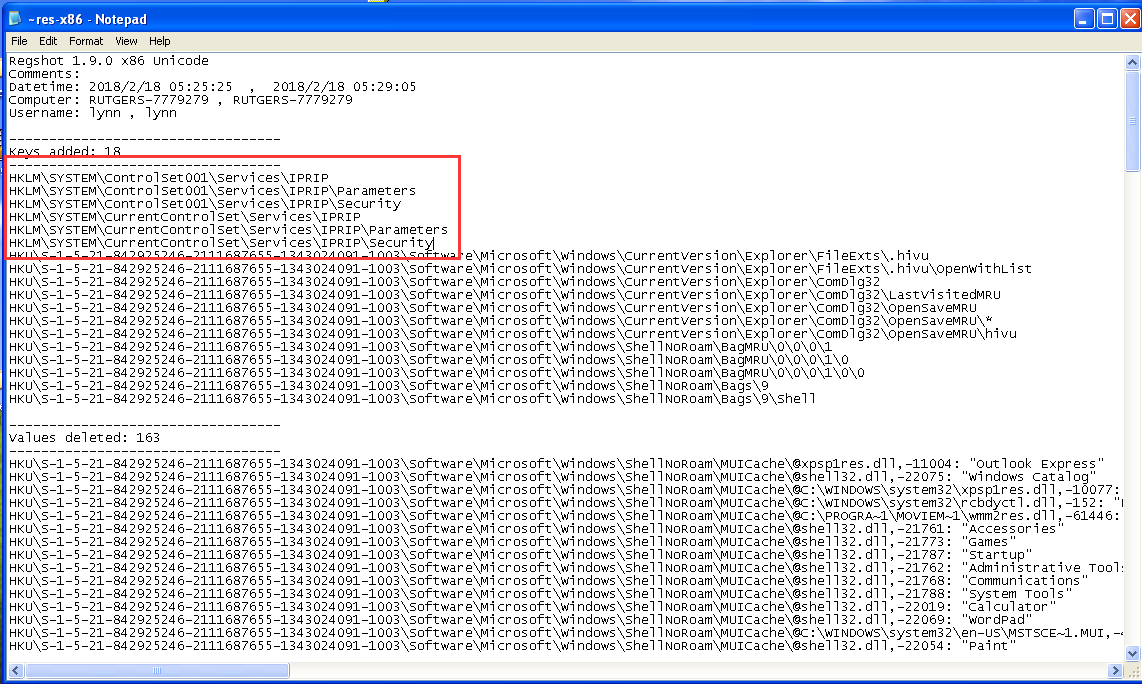 ~res-x86 - Notepad
File Edit Format View Help
Regshot 1.9.0 x86 Unicode
Comments:
Datetime: 2018/2/18 05:25:25  ,  2018/2/18 05:29:05
Computer: RUTGERS-7779279 , RUTGERS-7779279
Username: lynn , lynn
----------------------------------
Keys added: 18
----------------------------------
HKLM\SYSTEM\ControlSet001\Services\IPRIP
HKLM\SYSTEM\ControlSet001\Services\IPRIP\Parameters
HKLM\SYSTEM\ControlSet001\Services\IPRIP\Security
HKLM\SYSTEM\CurrentControlSet\Services\IPRIP
HKLM\SYSTEM\CurrentControlSet\Services\IPRIP\Parameters
HKLM\SYSTEM\CurrentControlSet\Services\IPRIP\Security
HKU\S-1-5-21-842925246-2111687655-1343024091-1003\Software\Microsoft\Windows\CurrentVersion\Explorer\FileExts\.hivu
HKU\S-1-5-21-842925246-2111687655-1343024091-1003\Software\Microsoft\Windows\CurrentVersion\Explorer\FileExts\.hivu\OpenWithList
HKU\S-1-5-21-842925246-2111687655-1343024091-1003\Software\Microsoft\Windows\CurrentVersion\Explorer\ComDlg32
HKU\S-1-5-21-842925246-2111687655-1343024091-1003\Software\Microsoft\Windows\CurrentVersion\Explorer\ComDlg32\LastVisitedMRU
HKU\S-1-5-21-842925246-2111687655-1343024091-1003\Software\Microsoft\Windows\CurrentVersion\Explorer\ComDlg32\OpenSaveMRU
HKU\S-1-5-21-842925246-2111687655-1343024091-1003\Software\Microsoft\Windows\CurrentVersion\Explorer\ComDlg32\OpenSaveMRU\*
HKU\S-1-5-21-842925246-2111687655-1343024091-1003\Software\Microsoft\Windows\CurrentVersion\Explorer\ComDlg32\OpenSaveMRU\hivu
HKU\S-1-5-21-842925246-2111687655-1343024091-1003\Software\Microsoft\Windows\ShellNoRoam\BagMRU\0\0\0\1
HKU\S-1-5-21-842925246-2111687655-1343024091-1003\Software\Microsoft\Windows\ShellNoRoam\BagMRU\0\0\0\1\0
HKU\S-1-5-21-842925246-2111687655-1343024091-1003\Software\Microsoft\Windows\ShellNoRoam\BagMRU\0\0\0\1\0\0
HKU\S-1-5-21-842925246-2111687655-1343024091-1003\Software\Microsoft\Windows\ShellNoRoam\Bags\9
HKU\S-1-5-21-842925246-2111687655-1343024091-1003\Software\Microsoft\Windows\ShellNoRoam\Bags\9\Shell
----------------------------------
Values deleted: 163
----------------------------------
HKU\S-1-5-21-842925246-2111687655-1343024091-1003\Software\Microsoft\Windows\ShellNoRoam\MUICache\@xpsp1res.dll,-11004: "Outlook Express"
HKU\S-1-5-21-842925246-2111687655-1343024091-1003\Software\Microsoft\Windows\ShellNoRoam\MUICache\@shell32.dll,-22075: "Windows Catalog"
HKU\S-1-5-21-842925246-2111687655-1343024091-1003\Software\Microsoft\Windows\ShellNoRoam\MUICache\@C:\WINDOWS\system32\xpsp1res.dll,-10077:
HKU\S-1-5-21-842925246-2111687655-1343024091-1003\Software\Microsoft\Windows\ShellNoRoam\MUICache\@C:\WINDOWS\system32\rcbdyctl.dll,-152: "
HKU\S-1-5-21-842925246-2111687655-1343024091-1003\Software\Microsoft\Windows\ShellNoRoam\MUICache\@C:\PROGRA~1\MOVIEM~1\wmm2res.dll,-61446:
HKU\S-1-5-21-842925246-2111687655-1343024091-1003\Software\Microsoft\Windows\ShellNoRoam\MUICache\@shell32.dll,-21761: "Accessories"
HKU\S-1-5-21-842925246-2111687655-1343024091-1003\Software\Microsoft\Windows\ShellNoRoam\MUICache\@shell32.dll,-21773: "Games"
HKU\S-1-5-21-842925246-2111687655-1343024091-1003\Software\Microsoft\Windows\ShellNoRoam\MUICache\@shell32.dll,-21787: "Startup"
HKU\S-1-5-21-842925246-2111687655-1343024091-1003\Software\Microsoft\Windows\ShellNoRoam\MUICache\@shell32.dll,-21762: "Administrative Tools
HKU\S-1-5-21-842925246-2111687655-1343024091-1003\Software\Microsoft\Windows\ShellNoRoam\MUICache\@shell32.dll,-21768: "Communications"
HKU\S-1-5-21-842925246-2111687655-1343024091-1003\Software\Microsoft\Windows\ShellNoRoam\MUICache\@shell32.dll,-21788: "System Tools"
HKU\S-1-5-21-842925246-2111687655-1343024091-1003\Software\Microsoft\Windows\ShellNoRoam\MUICache\@shell32.dll,-22019: "Calculator"
HKU\S-1-5-21-842925246-2111687655-1343024091-1003\Software\Microsoft\Windows\ShellNoRoam\MUICache\@shell32.dll,-22069: "WordPad"
HKU\S-1-5-21-842925246-2111687655-1343024091-1003\Software\Microsoft\Windows\ShellNoRoam\MUICache\@C:\WINDOWS\system32\en-US\MSTSCE~1.MUI,-4
HKU\S-1-5-21-842925246-2111687655-1343024091-1003\Software\Microsoft\Windows\ShellNoRoam\MUICache\@shell32.dll,-22054: "Paint"